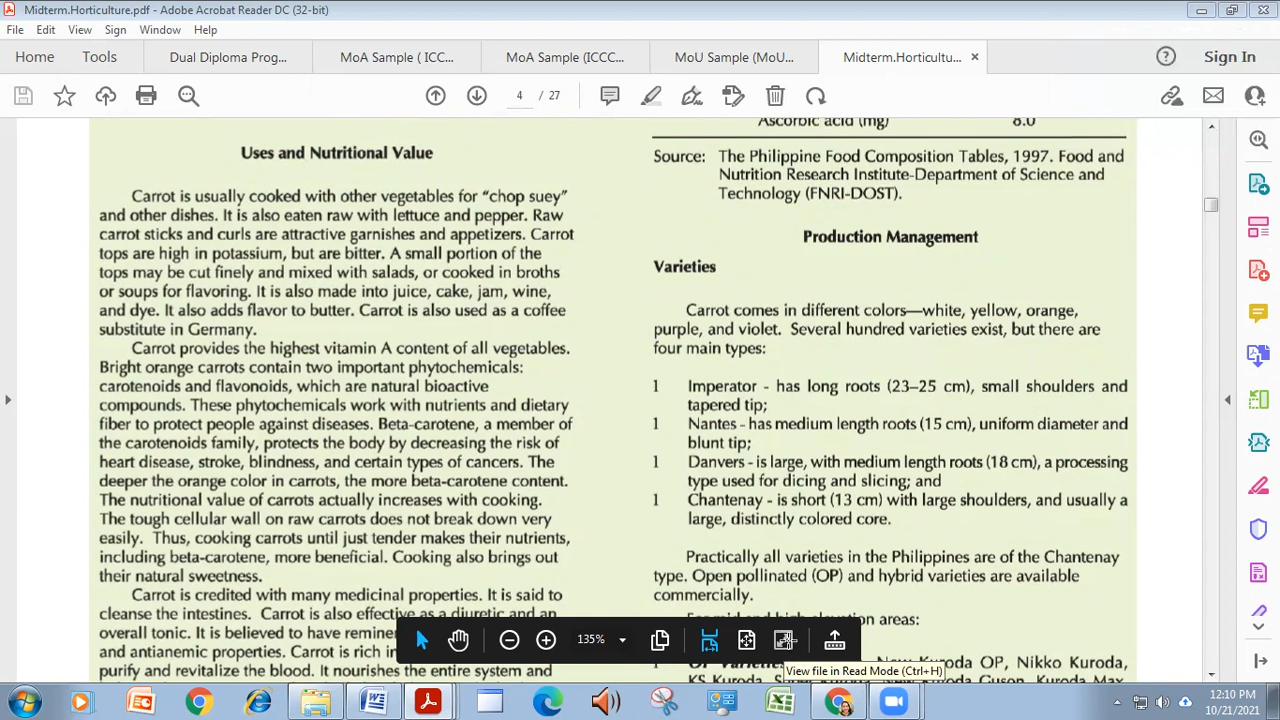 Midterm.Horticulture.pdf - Adobe Acrobat Reader DC (32-bit)
File Edit View Sign Window Help
Home Tools Dual Diploma Prog... MoA Sample ( ICC... MoA Sample (ICCC... MoU Sample (MoU... Midterm.Horticultu... × Sign In
4 / 27
Uses and Nutritional Value
Carrot is usually cooked with other vegetables for “chop suey”
and other dishes. It is also eaten raw with lettuce and pepper. Raw
carrot sticks and curls are attractive garnishes and appetizers. Carrot
tops are high in potassium, but are bitter. A small portion of the
tops may be cut finely and mixed with salads, or cooked in broths
or soups for flavoring. It is also made into juice, cake, jam, wine,
and dye. It also adds flavor to butter. Carrot is also used as a coffee
substitute in Germany.
Carrot provides the highest vitamin A content of all vegetables.
Bright orange carrots contain two important phytochemicals:
carotenoids and flavonoids, which are natural bioactive
compounds. These phytochemicals work with nutrients and dietary
fiber to protect people against diseases. Beta-carotene, a member of
the carotenoids family, protects the body by decreasing the risk of
heart disease, stroke, blindness, and certain types of cancers. The
deeper the orange color in carrots, the more beta-carotene content.
The nutritional value of carrots actually increases with cooking.
The tough cellular wall on raw carrots does not break down very
easily. Thus, cooking carrots until just tender makes their nutrients,
including beta-carotene, more beneficial. Cooking also brings out
their natural sweetness.
Carrot is credited with many medicinal properties. It is said to
cleanse the intestines. Carrot is also effective as a diuretic and an
overall tonic. It is believed to have
and antianemic properties. Carrot is rich
purify and revitalize the blood. It nourishes the entire system and
Ascorbic acid (mg) 8.0
Source: The Philippine Food Composition Tables, 1997. Food and
Nutrition Research Institute-Department of Science and
Technology (FNRI-DOST).
Production Management
Varieties
Carrot comes in different colors—white, yellow, orange,
purple, and violet. Several hundred varieties exist, but there are
four main types:
1 Imperator - has long roots (23–25 cm), small shoulders and
tapered tip;
1 Nantes - has medium length roots (15 cm), uniform diameter and
blunt tip;
1 Danvers - is large, with medium length roots (18 cm), a processing
type used for dicing and slicing; and
1 Chantenay - is short (13 cm) with large shoulders, and usually a
large, distinctly colored core.
Practically all varieties in the Philippines are of the Chantenay
type. Open pollinated (OP) and hybrid varieties are available
commercially.
For mid and high elevation areas:
1 OP Varieties New Kuroda OP, Nikko Kuroda,
KS Kuroda, Kuroda Guson, Kuroda Max,
135%
View file in Read Mode (Ctrl+H)
12:10 PM
10/21/2021